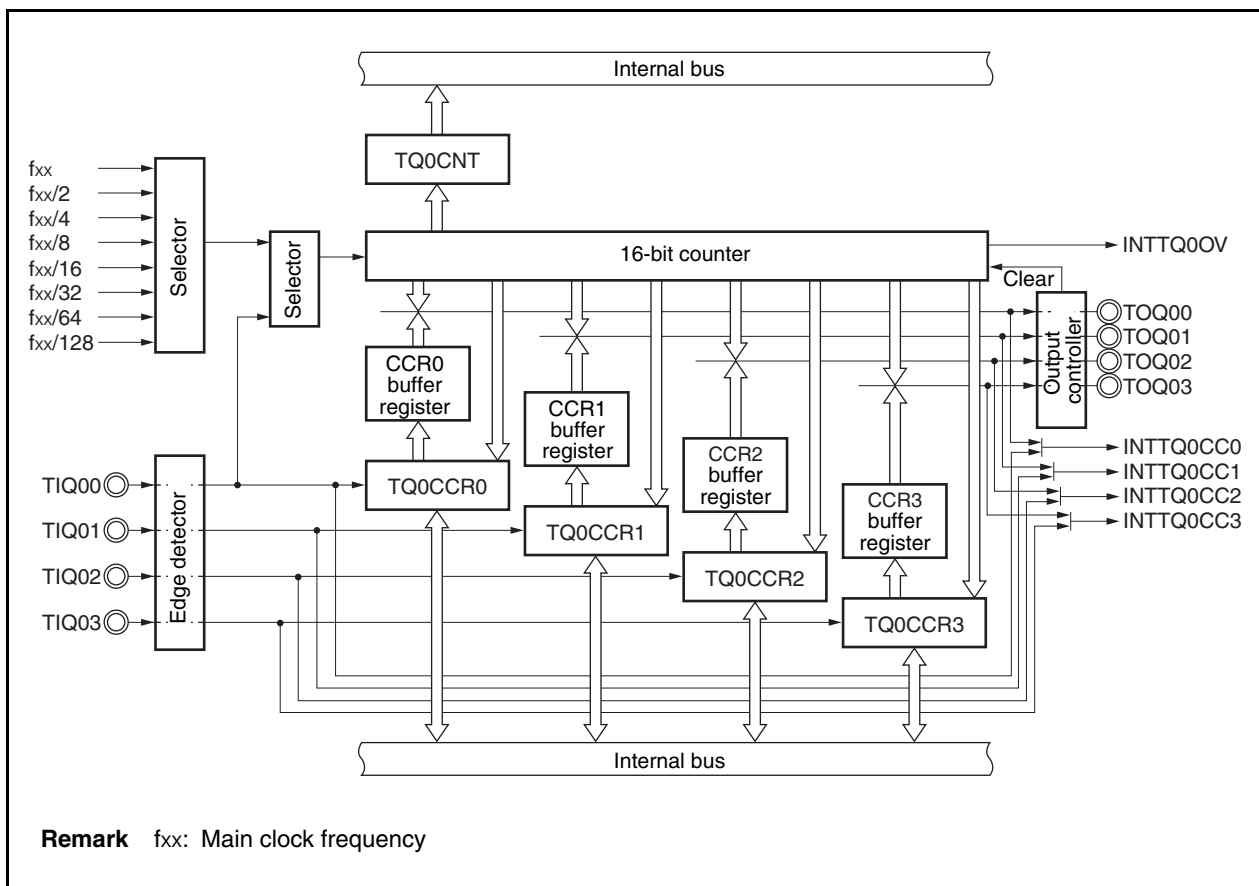 Internal bus
TQ0CNT
fxx
fxx/2
fxx/4
fxx/8
fxx/16
fxx/32
fxx/64
fxx/128
Selector
Selector
16-bit counter
INTTQ0OV
Clear
Output
controller
TOQ00
TOQ01
TOQ02
TOQ03
CCR0
buffer
register
CCR1
buffer
register
CCR2
buffer
register
CCR3
buffer
register
INTTQ0CC0
INTTQ0CC1
INTTQ0CC2
INTTQ0CC3
TIQ00
TIQ01
TIQ02
TIQ03
Edge detector
TQ0CCR0
TQ0CCR1
TQ0CCR2
TQ0CCR3
Internal bus
Remark fxx: Main clock frequency